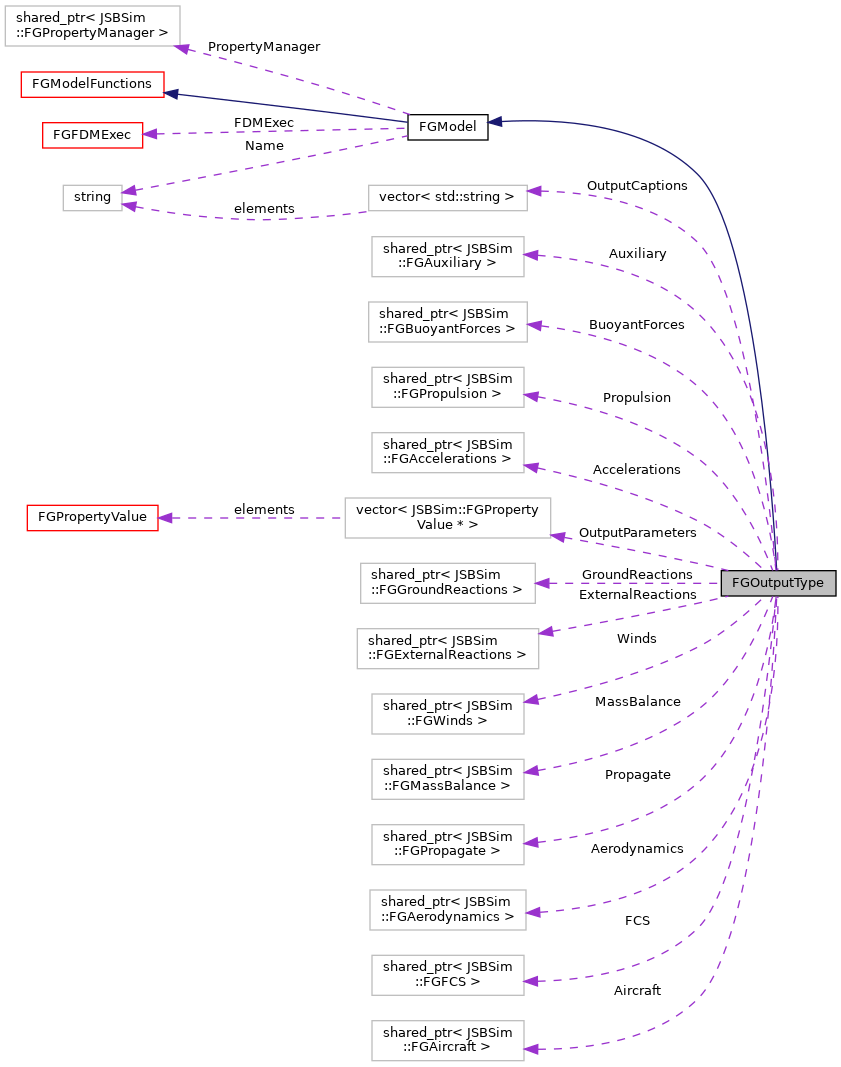 shared_ptr< JSBSim
::FGPropertyManager >
PropertyManager
FGModelFunctions
FGModel
FDMExec
FGFDMExec
Name
string
elements
vector< std::string >
OutputCaptions
shared_ptr< JSBSim
::FGAuxiliary >
Auxiliary
shared_ptr< JSBSim
::FGBuoyantForces >
BuoyantForces
shared_ptr< JSBSim
::FGPropulsion >
Propulsion
shared_ptr< JSBSim
::FGAccelerations >
Accelerations
FGPropertyValue
elements
vector< JSBSim::FGProperty
Value * >
OutputParameters
FGOutputType
shared_ptr< JSBSim
::FGGroundReactions >
GroundReactions
ExternalReactions
shared_ptr< JSBSim
::FGExternalReactions >
Winds
shared_ptr< JSBSim
::FGWinds >
MassBalance
shared_ptr< JSBSim
::FGMassBalance >
Propagate
shared_ptr< JSBSim
::FGPropagate >
Aerodynamics
shared_ptr< JSBSim
::FGAerodynamics >
FCS
shared_ptr< JSBSim
::FGFCS >
Aircraft
shared_ptr< JSBSim
::FGAircraft >